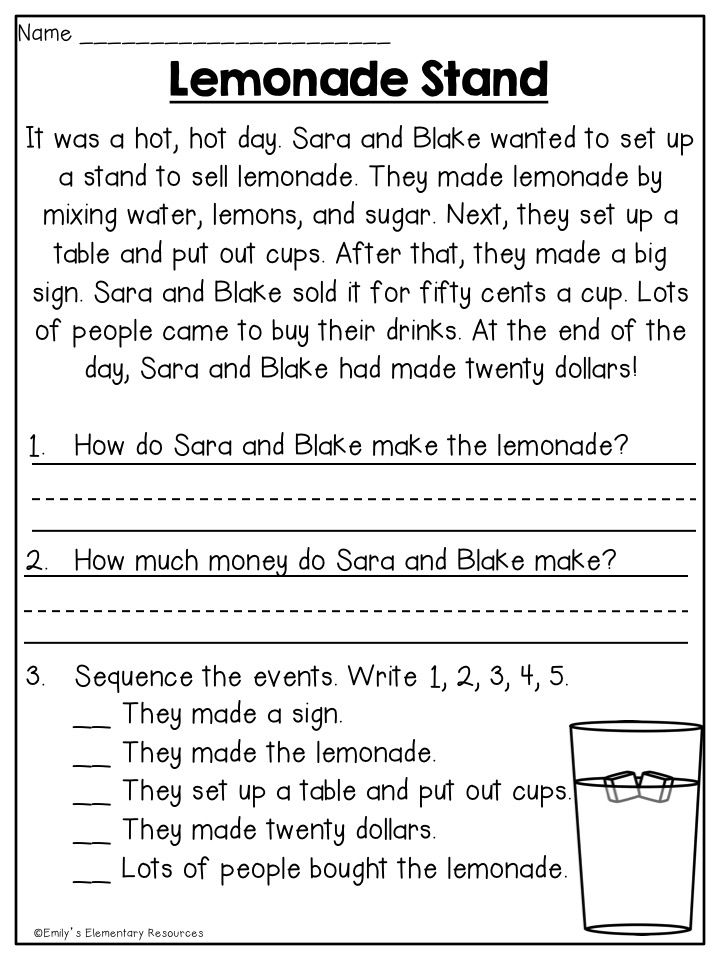 Name ______________________
Lemonade Stand
It was a hot, hot day. Sara and Blake wanted to set up
a stand to sell lemonade. They made lemonade by
mixing water, lemons, and sugar. Next, they set up a
table and put out cups. After that, they made a big
sign. Sara and Blake sold it for fifty cents a cup. Lots
of people came to buy their drinks. At the end of the
day, Sara and Blake had made twenty dollars!
1. How do Sara and Blake make the lemonade?
2. How much money do Sara and Blake make?
3. Sequence the events. Write 1, 2, 3, 4, 5.
__ They made a sign.
__ They made the lemonade.
__ They set up a table and put out cups.
__ They made twenty dollars.
__ Lots of people bought the lemonade.
©Emily's Elementary Resources